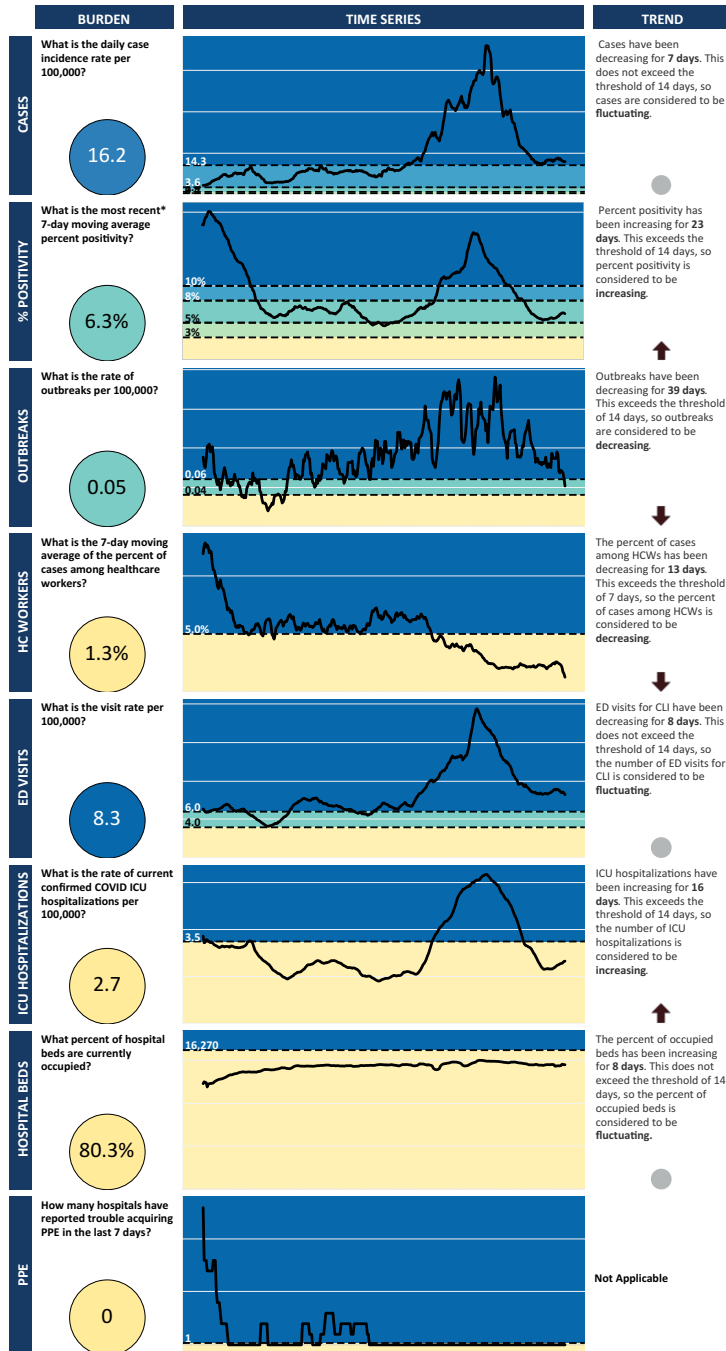 BURDEN
TIME SERIES
TREND
CASES
What is the daily case
incidence rate per
100,000?
16.2
14.3
3.6
Cases have been
decreasing for 7 days. This
does not exceed the
threshold of 14 days, so
cases are considered to be
fluctuating.
% POSITIVITY
What is the most recent*
7-day moving average
percent positivity?
6.3%
10%
8%
5%
3%
Percent positivity has
been increasing for 23
days. This exceeds the
threshold of 14 days, so
percent positivity is
considered to be
increasing.
OUTBREAKS
What is the rate of
outbreaks per 100,000?
0.05
0.06
0.04
Outbreaks have been
decreasing for 39 days.
This exceeds the threshold
of 14 days, so outbreaks
are considered to be
decreasing.
HC WORKERS
What is the 7-day moving
average of the percent of
cases among healthcare
workers?
1.3%
5.0%
The percent of cases
among HCWs has been
decreasing for 13 days.
This exceeds the threshold
of 7 days, so the percent
of cases among HCWs is
considered to be
decreasing.
ED VISITS
What is the visit rate per
100,000?
8.3
6.0
4.0
ED visits for CLI have been
decreasing for 8 days. This
does not exceed the
threshold of 14 days, so
the number of ED visits for
CLI is considered to be
fluctuating.
ICU HOSPITALIZATIONS
What is the rate of current
confirmed COVID ICU
hospitalizations per
100,000?
2.7
3.5
ICU hospitalizations have
been increasing for 16
days. This exceeds the
threshold of 14 days, so
the number of ICU
hospitalizations is
considered to be
increasing.
HOSPITAL BEDS
What percent of hospital
beds are currently
occupied?
80.3%
16,270
The percent of occupied
beds has been increasing
for 8 days. This does not
exceed the threshold of 14
days, so the percent of
occupied beds is
considered to be
fluctuating.
PPE
How many hospitals have
reported trouble acquiring
PPE in the last 7 days?
0
1
Not Applicable